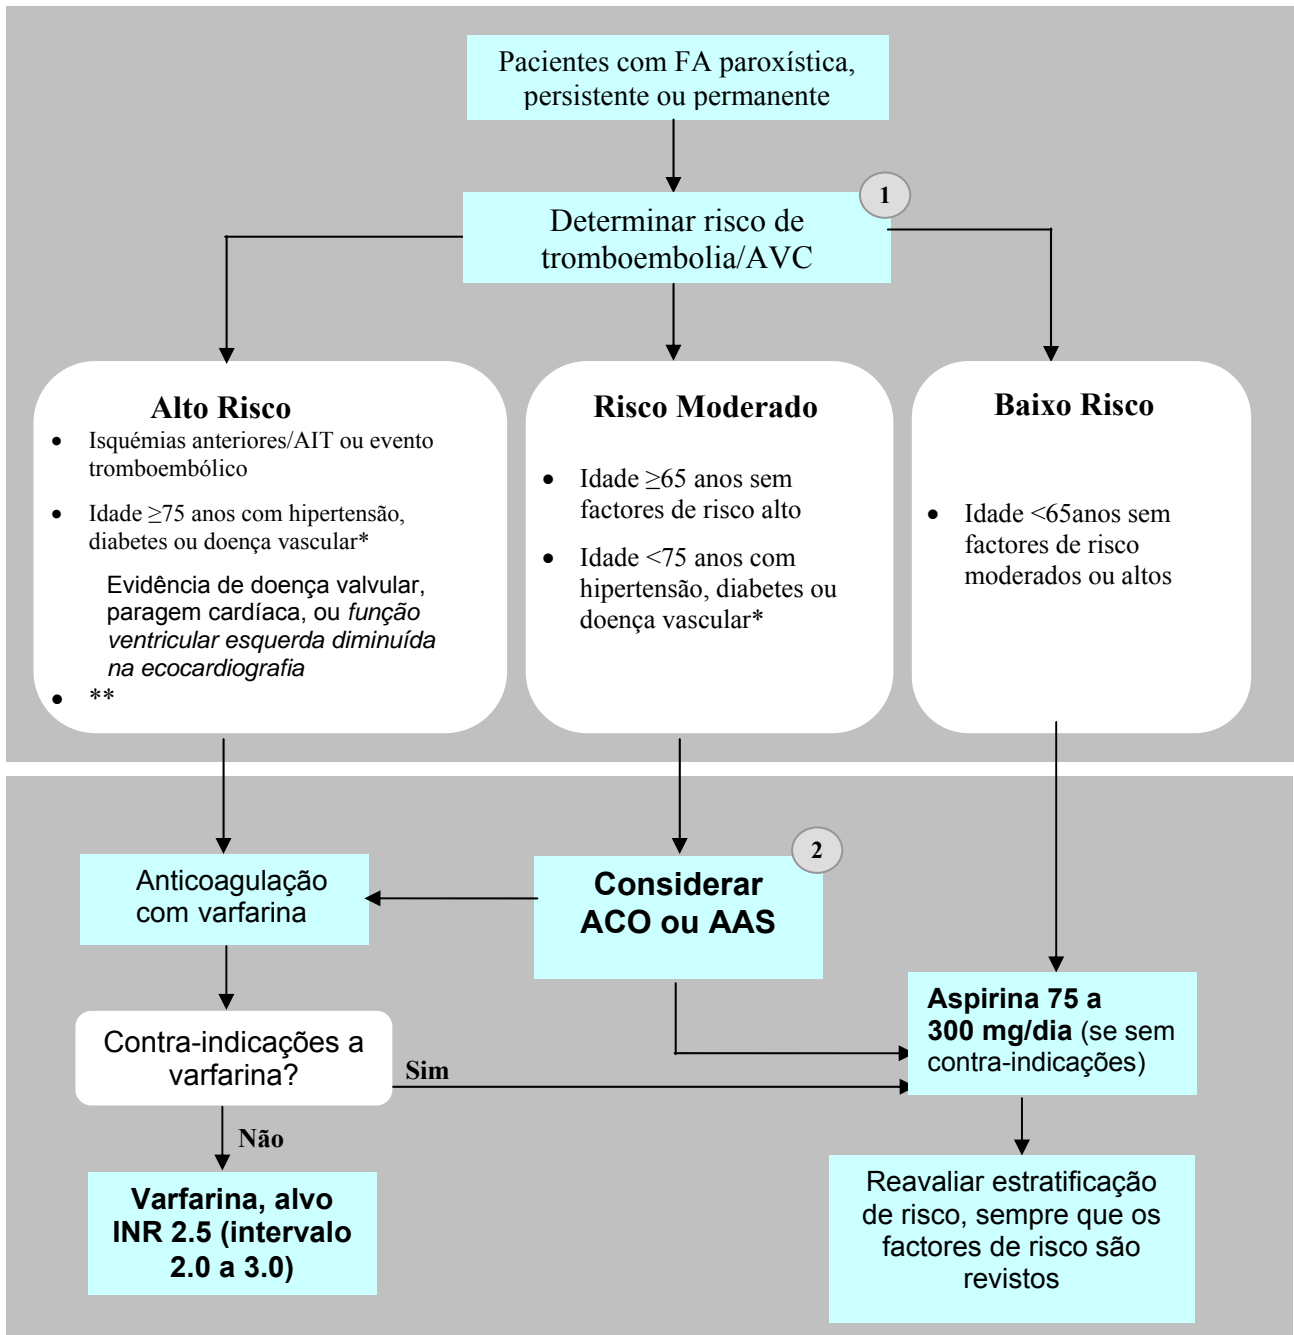 Pacientes com FA paroxística,
persistente ou permanente
1
Determinar risco de
tromboembolia/AVC
Alto Risco
• Isquémias anteriores/AIT ou evento
tromboembólico
• Idade ≥75 anos com hipertensão,
diabetes ou doença vascular*
Evidência de doença valvular,
paragem cardíaca, ou função
ventricular esquerda diminuída
na ecocardiografia
• **
Risco Moderado
• Idade ≥65 anos sem
factores de risco alto
• Idade <75 anos com
hipertensão, diabetes ou
doença vascular*
Baixo Risco
• Idade <65anos sem
factores de risco
moderados ou altos
Anticoagulação
com varfarina
2
Considerar
ACO ou AAS
Aspirina 75 a
300 mg/dia (se sem
contra-indicações)
Contra-indicações a
varfarina?
Sim
Não
Varfarina, alvo
INR 2.5 (intervalo
2.0 a 3.0)
Reavaliar estratificação
de risco, sempre que os
factores de risco são
revistos